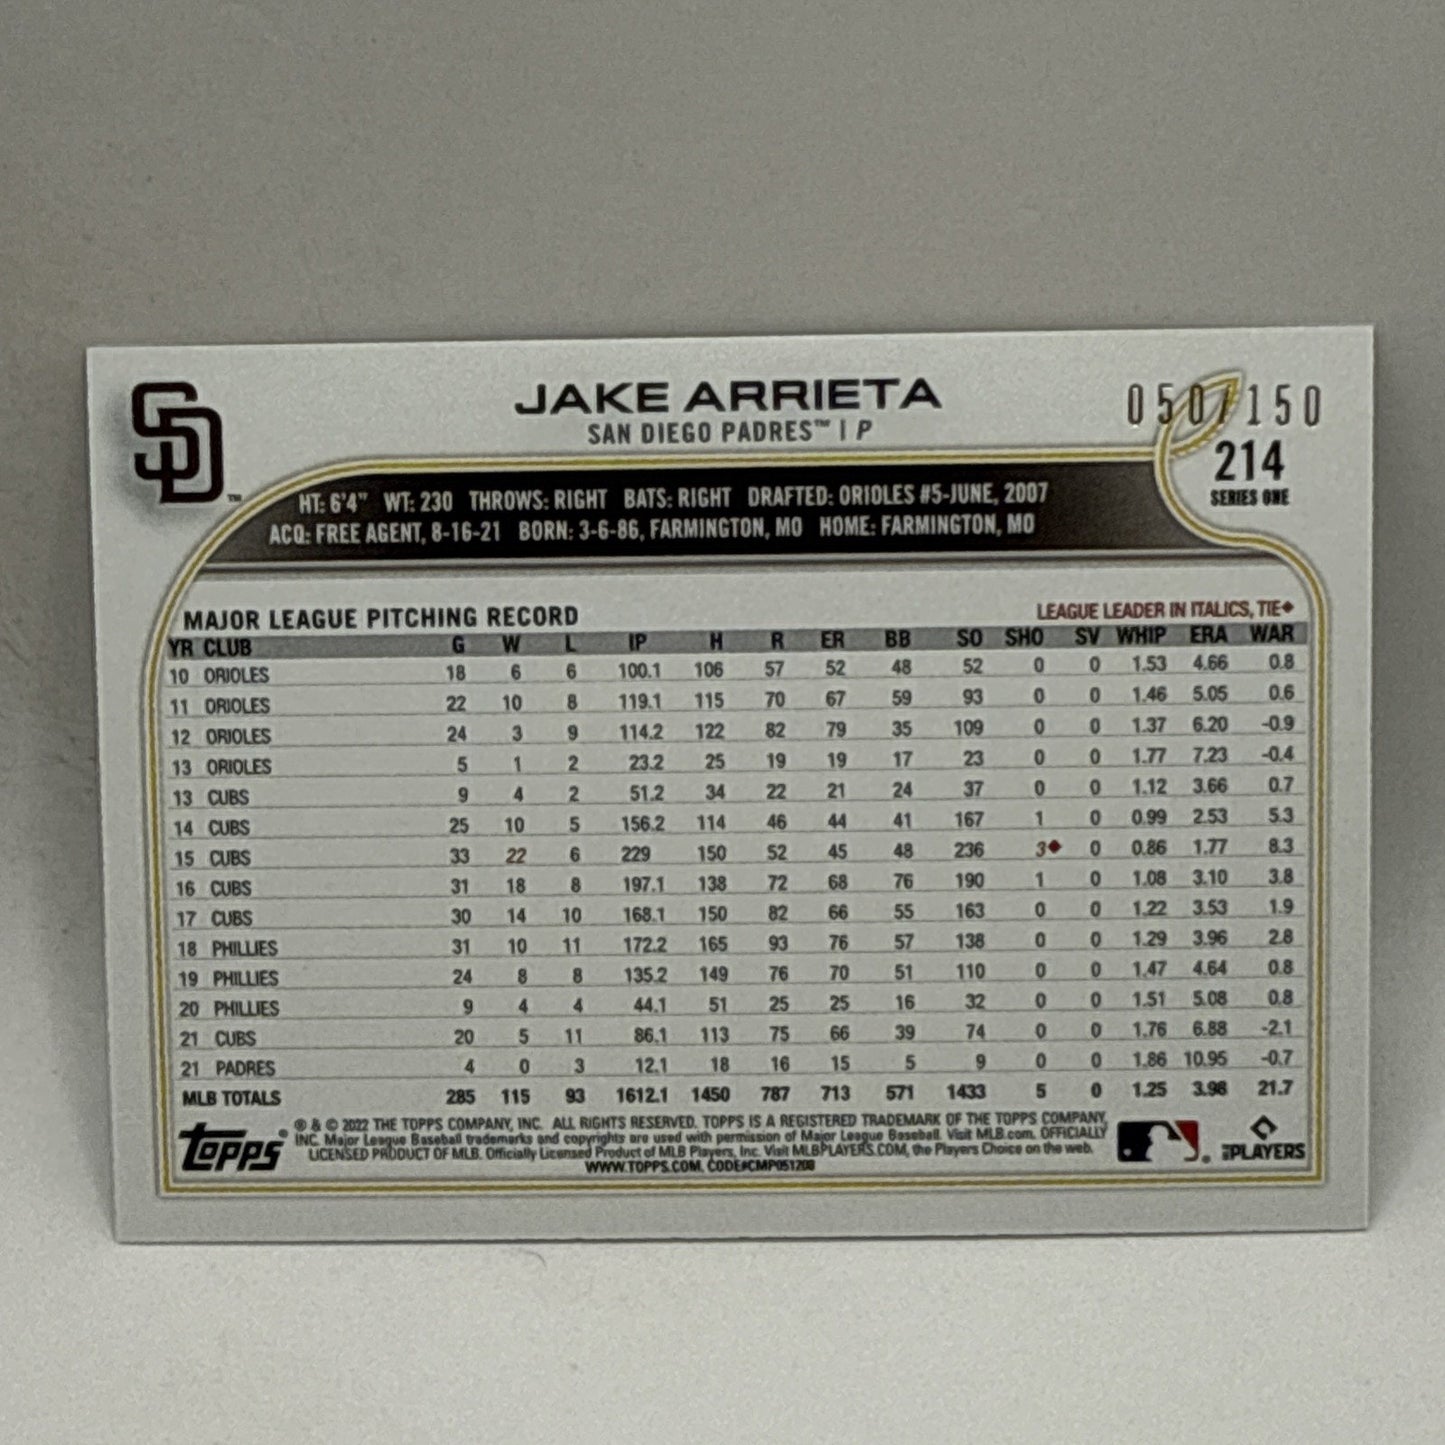 SD™
JAKE ARRIETA
SAN DIEGO PADRES™ | P
050/150
214
SERIES ONE
HT: 6'4" WT: 230 THROWS: RIGHT BATS: RIGHT DRAFTED: ORIOLES #5-JUNE, 2007
ACQ: FREE AGENT, 8-16-21 BORN: 3-6-86, FARMINGTON, MO HOME: FARMINGTON, MO
MAJOR LEAGUE PITCHING RECORD
LEAGUE LEADER IN ITALICS, TIE◆
YR CLUB G W L IP H R ER BB SO SHO SV WHIP ERA WAR
10 ORIOLES 18 6 6 100.1 106 57 52 48 52 0 0 1.53 4.66 0.8
11 ORIOLES 22 10 8 119.1 115 70 67 59 93 0 0 1.46 5.05 0.6
12 ORIOLES 24 3 9 114.2 122 82 79 35 109 0 0 1.37 6.20 -0.9
13 ORIOLES 5 1 2 23.2 25 19 19 17 23 0 0 1.77 7.23 -0.4
13 CUBS 9 4 2 51.2 34 22 21 24 37 0 0 1.12 3.66 0.7
14 CUBS 25 10 5 156.2 114 46 44 41 167 1 0 0.99 2.53 5.3
15 CUBS 33 22 6 229 150 52 45 48 236 3◆ 0 0.86 1.77 8.3
16 CUBS 31 18 8 197.1 138 72 68 76 190 1 0 1.08 3.10 3.8
17 CUBS 30 14 10 168.1 150 82 66 55 163 0 0 1.22 3.53 1.9
18 PHILLIES 31 10 11 172.2 165 93 76 57 138 0 0 1.29 3.96 2.8
19 PHILLIES 24 8 8 135.2 149 76 70 51 110 0 0 1.47 4.64 0.8
20 PHILLIES 9 4 4 44.1 51 25 25 16 32 0 0 1.51 5.08 0.8
21 CUBS 20 5 11 86.1 113 75 66 39 74 0 0 1.76 6.88 -2.1
21 PADRES 4 0 3 12.1 18 16 15 5 9 0 0 1.86 10.95 -0.7
MLB TOTALS 285 115 93 1612.1 1450 787 713 571 1433 5 0 1.25 3.98 21.7
topps®
® & © 2022 THE TOPPS COMPANY, INC. ALL RIGHTS RESERVED. TOPPS IS A REGISTERED TRADEMARK OF THE TOPPS COMPANY,
INC. Major League Baseball trademarks and copyrights are used with permission of Major League Baseball. Visit MLB.com. OFFICIALLY
LICENSED PRODUCT OF MLB. Officially Licensed Product of MLB Players, Inc. Visit MLBPLAYERS.COM, the Players Choice on the web.
WWW.TOPPS.COM, CODE#CMP051208
MLBPLAYERS